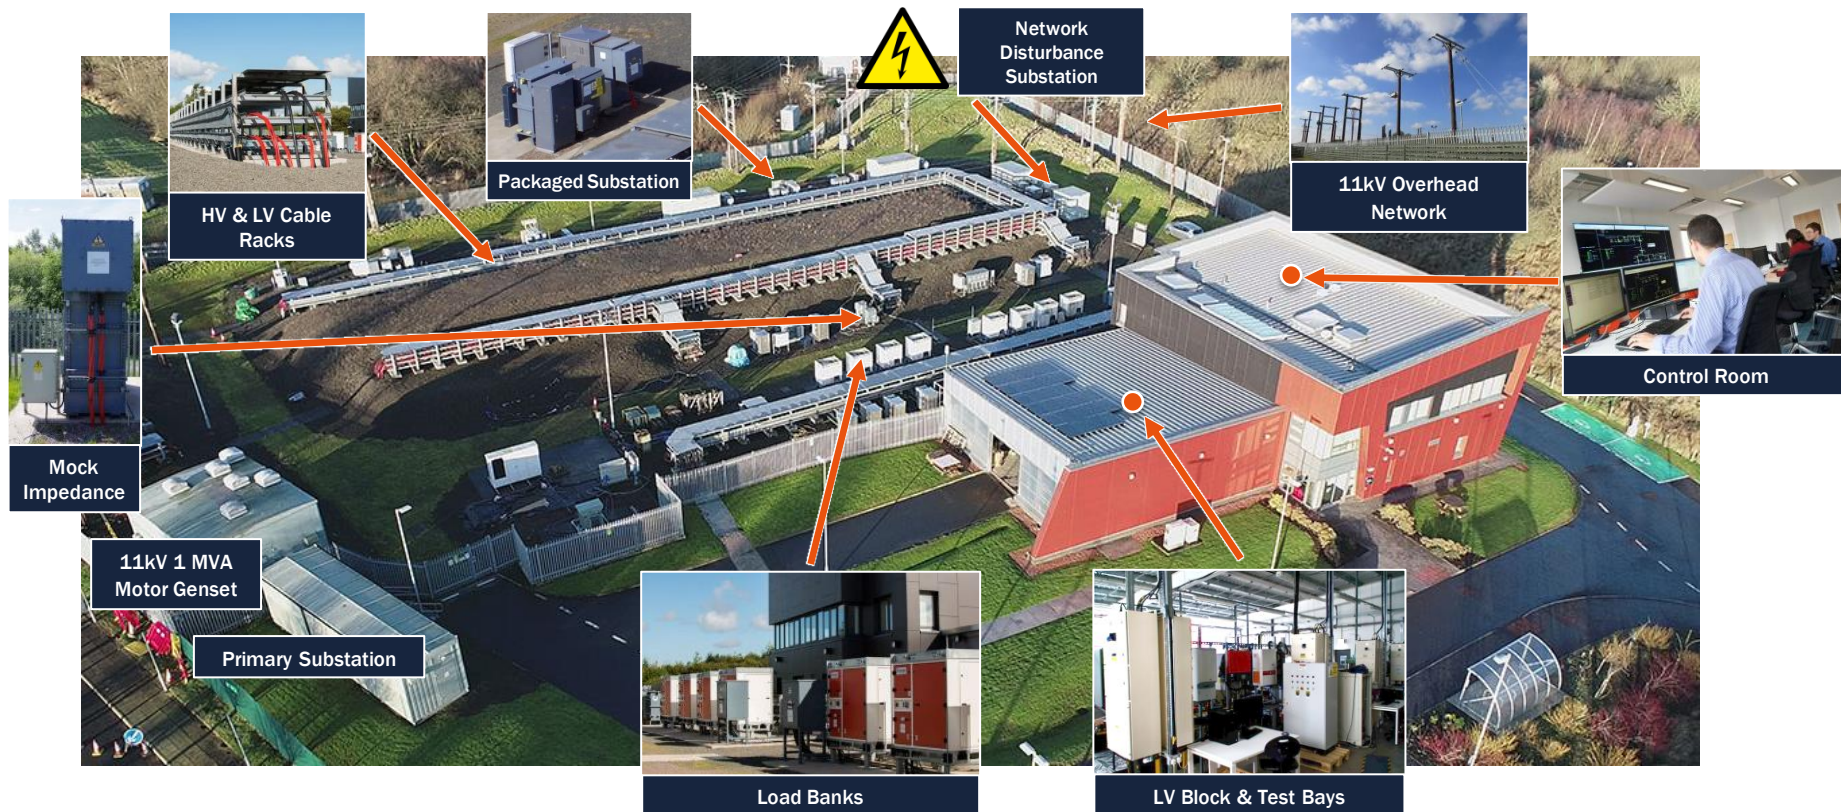 Network
Disturbance
Substation
Packaged Substation
HV & LV Cable
Racks
11kV Overhead
Network
Control Room
Mock
Impedance
11kV 1 MVA
Motor Genset
Primary Substation
Load Banks
LV Block & Test Bays